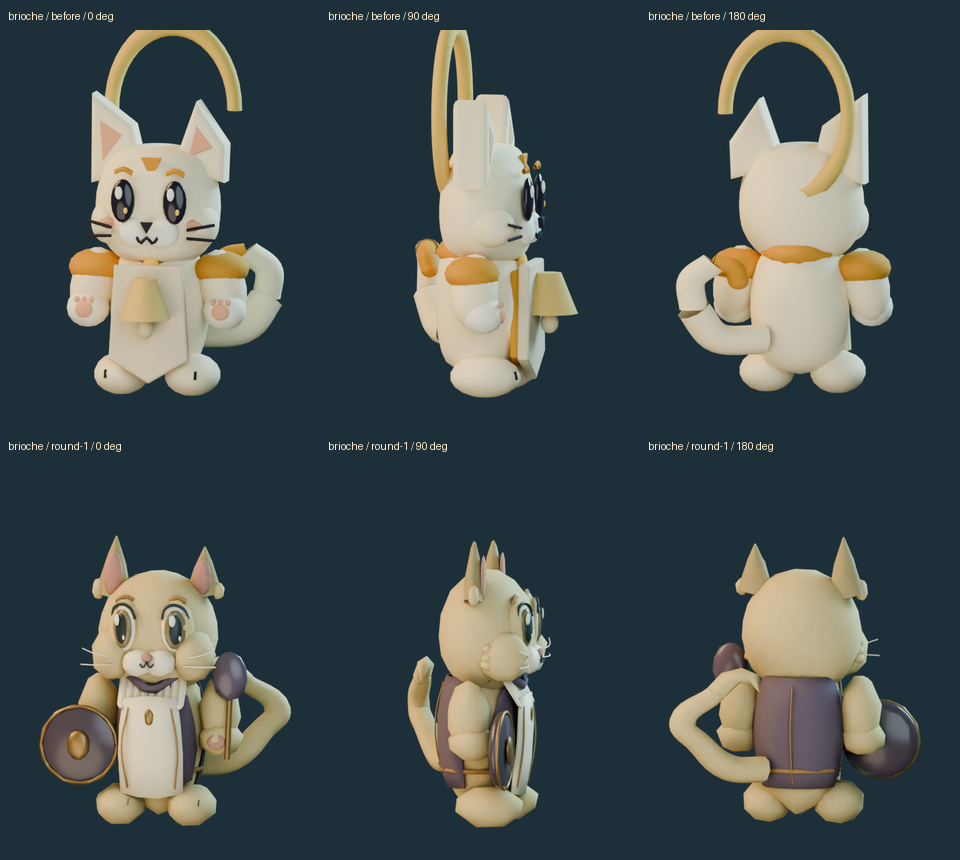 brioche / before / 0 deg
brioche / before / 90 deg
brioche / before / 180 deg
brioche / round-1 / 0 deg
brioche / round-1 / 90 deg
brioche / round-1 / 180 deg